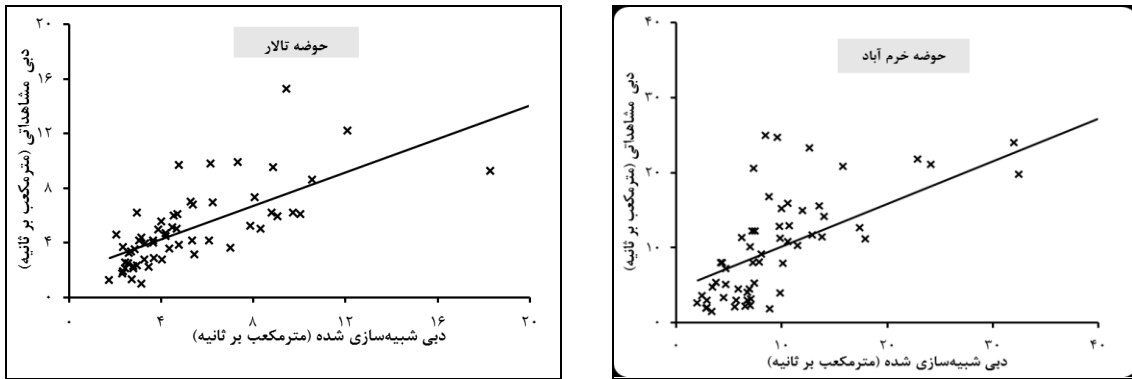 حوضه تالار
دبی مشاهداتی (مترمکعب بر ثانیه)
۲۰
۱۶
۱۲
۸
۴
۰
۰ ۴ ۸ ۱۲ ۱۶ ۲۰
دبی شبیه‌سازی شده (مترمکعب بر ثانیه)
حوضه خرم آباد
دبی مشاهداتی (مترمکعب بر ثانیه)
۴۰
۳۰
۲۰
۱۰
۰
۰ ۱۰ ۲۰ ۳۰ ۴۰
دبی شبیه‌سازی شده (مترمکعب بر ثانیه)